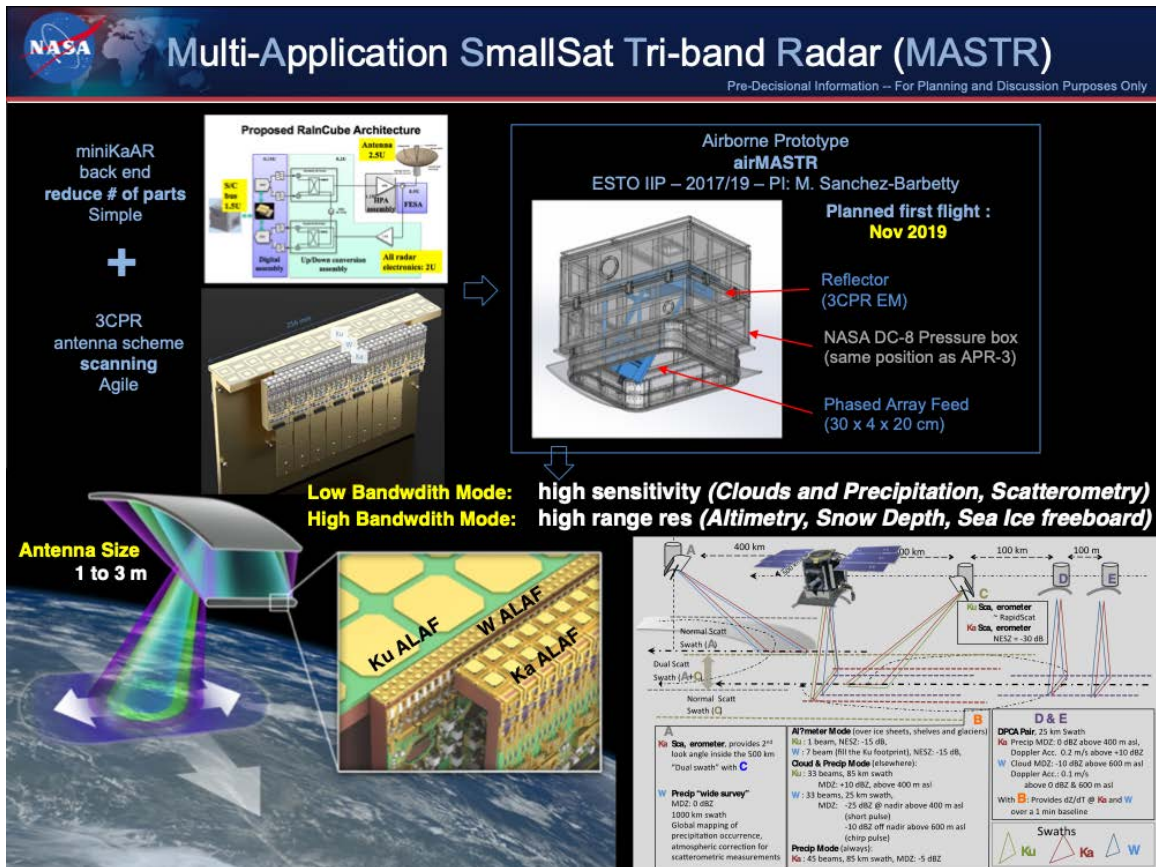 NASA
Multi-Application SmallSat Tri-band Radar (MASTR)
Pre-Decisional Information -- For Planning and Discussion Purposes Only
miniKaAR
back end
reduce # of parts
Simple
+
3CPR
antenna scheme
scanning
Agile
Proposed RainCube Architecture
Antenna
2.5U
S/C
bus
1.5U
HPA
assembly
FESA
Digital
assembly
Up/Down conversion
assembly
All radar
electronics: 2U
Ku
W
Ka
Airborne Prototype
airMASTR
ESTO IIP – 2017/19 – PI: M. Sanchez-Barbetty
Planned first flight :
Nov 2019
Reflector
(3CPR EM)
NASA DC-8 Pressure box
(same position as APR-3)
Phased Array Feed
(30 x 4 x 20 cm)
Low Bandwdith Mode: high sensitivity (Clouds and Precipitation, Scatterometry)
High Bandwdith Mode: high range res (Altimetry, Snow Depth, Sea Ice freeboard)
Antenna Size
1 to 3 m
Ku ALAF
W ALAF
Ka ALAF
A
400 km
100 km
100 m
C
D
E
Ku Sca, erometer
~ RapidScat
Ka Sca, erometer
NESZ = -30 dB
Normal Scatt
Swath (A)
Dual Scatt
Swath (A+C)
Normal Scatt
Swath (C)
A
Ka Sca, erometer, provides 2nd
look angle inside the 500 km
"Dual swath" with C
W Precip "wide survey"
MDZ: 0 dBZ
1000 km swath
Global mapping of
precipitation occurrence,
atmospheric correction for
scatterometric measurements
B
Al?meter Mode (over ice sheets, shelves and glaciers)
Ku : 1 beam, NESZ: -15 dB,
W : 7 beam (fill the Ku footprint), NESZ: -15 dB,
Cloud & Precip Mode (elsewhere):
Ku : 33 beams, 85 km swath
MDZ: +10 dBZ, above 400 m asl
W : 33 beams, 25 km swath,
MDZ: -25 dBZ @ nadir above 400 m asl
(short pulse)
-10 dBZ off nadir above 600 m asl
(chirp pulse)
Precip Mode (always):
Ka : 45 beams, 85 km swath, MDZ: -5 dBZ
D & E
DPCA Pair, 25 km Swath
Ka Precip MDZ: 0 dBZ above 400 m asl,
Doppler Acc. 0.2 m/s above +10 dBZ
W Cloud MDZ: -10 dBZ above 600 m asl
Doppler Acc.: 0.1 m/s
above 0 dBZ & 600 m asl
With B: Provides dZ/dT @ Ka and W
over a 1 min baseline
Swaths
Ku
Ka
W